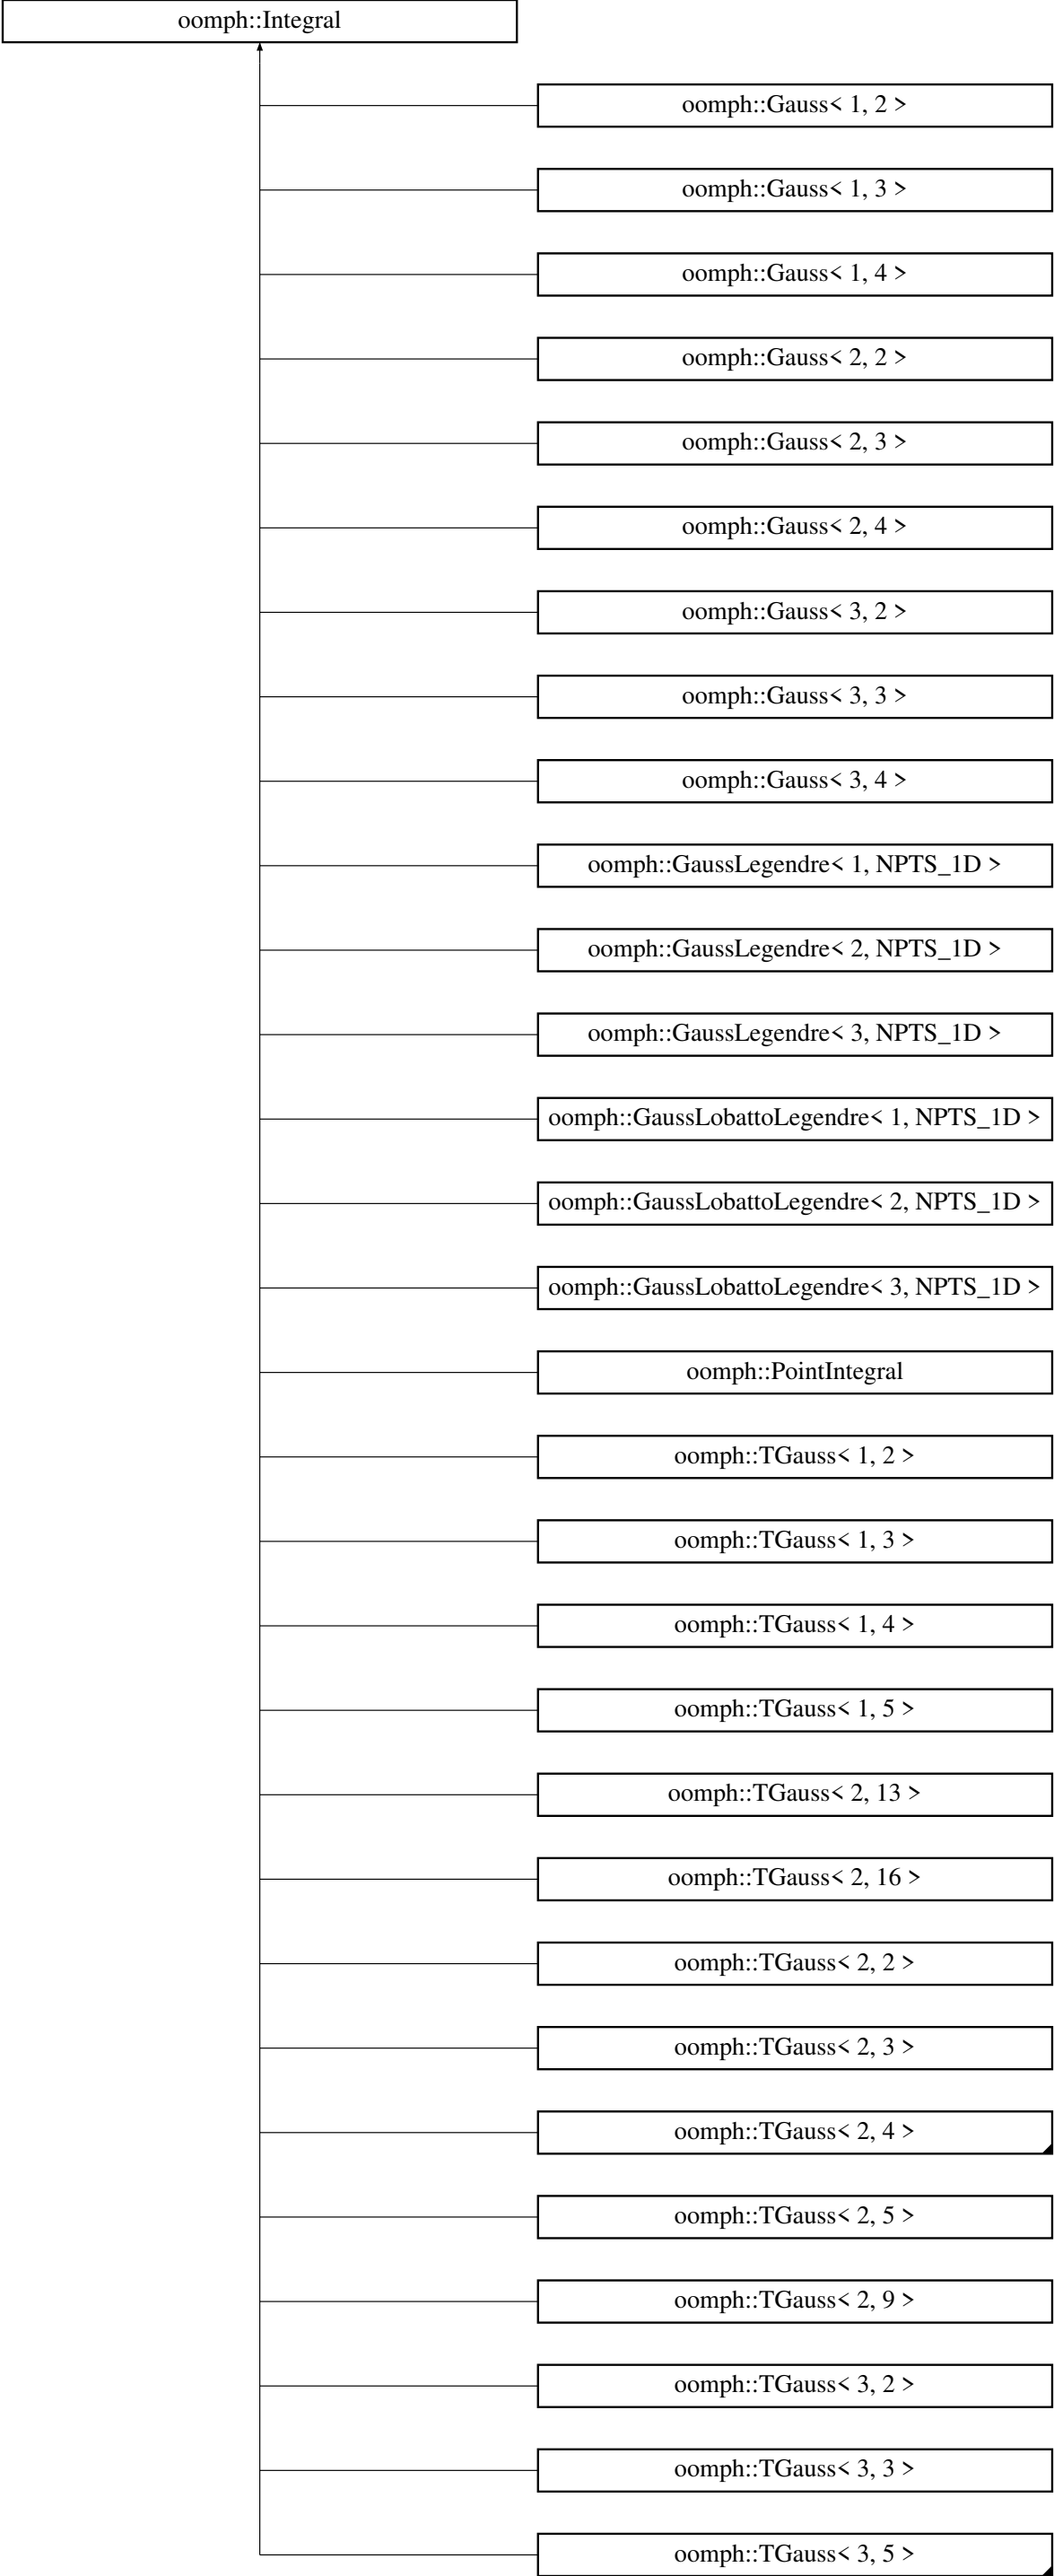 oomph::Integral
oomph::Gauss< 1, 2 >
oomph::Gauss< 1, 3 >
oomph::Gauss< 1, 4 >
oomph::Gauss< 2, 2 >
oomph::Gauss< 2, 3 >
oomph::Gauss< 2, 4 >
oomph::Gauss< 3, 2 >
oomph::Gauss< 3, 3 >
oomph::Gauss< 3, 4 >
oomph::GaussLegendre< 1, NPTS_1D >
oomph::GaussLegendre< 2, NPTS_1D >
oomph::GaussLegendre< 3, NPTS_1D >
oomph::GaussLobattoLegendre< 1, NPTS_1D >
oomph::GaussLobattoLegendre< 2, NPTS_1D >
oomph::GaussLobattoLegendre< 3, NPTS_1D >
oomph::PointIntegral
oomph::TGauss< 1, 2 >
oomph::TGauss< 1, 3 >
oomph::TGauss< 1, 4 >
oomph::TGauss< 1, 5 >
oomph::TGauss< 2, 13 >
oomph::TGauss< 2, 16 >
oomph::TGauss< 2, 2 >
oomph::TGauss< 2, 3 >
oomph::TGauss< 2, 4 >
oomph::TGauss< 2, 5 >
oomph::TGauss< 2, 9 >
oomph::TGauss< 3, 2 >
oomph::TGauss< 3, 3 >
oomph::TGauss< 3, 5 >